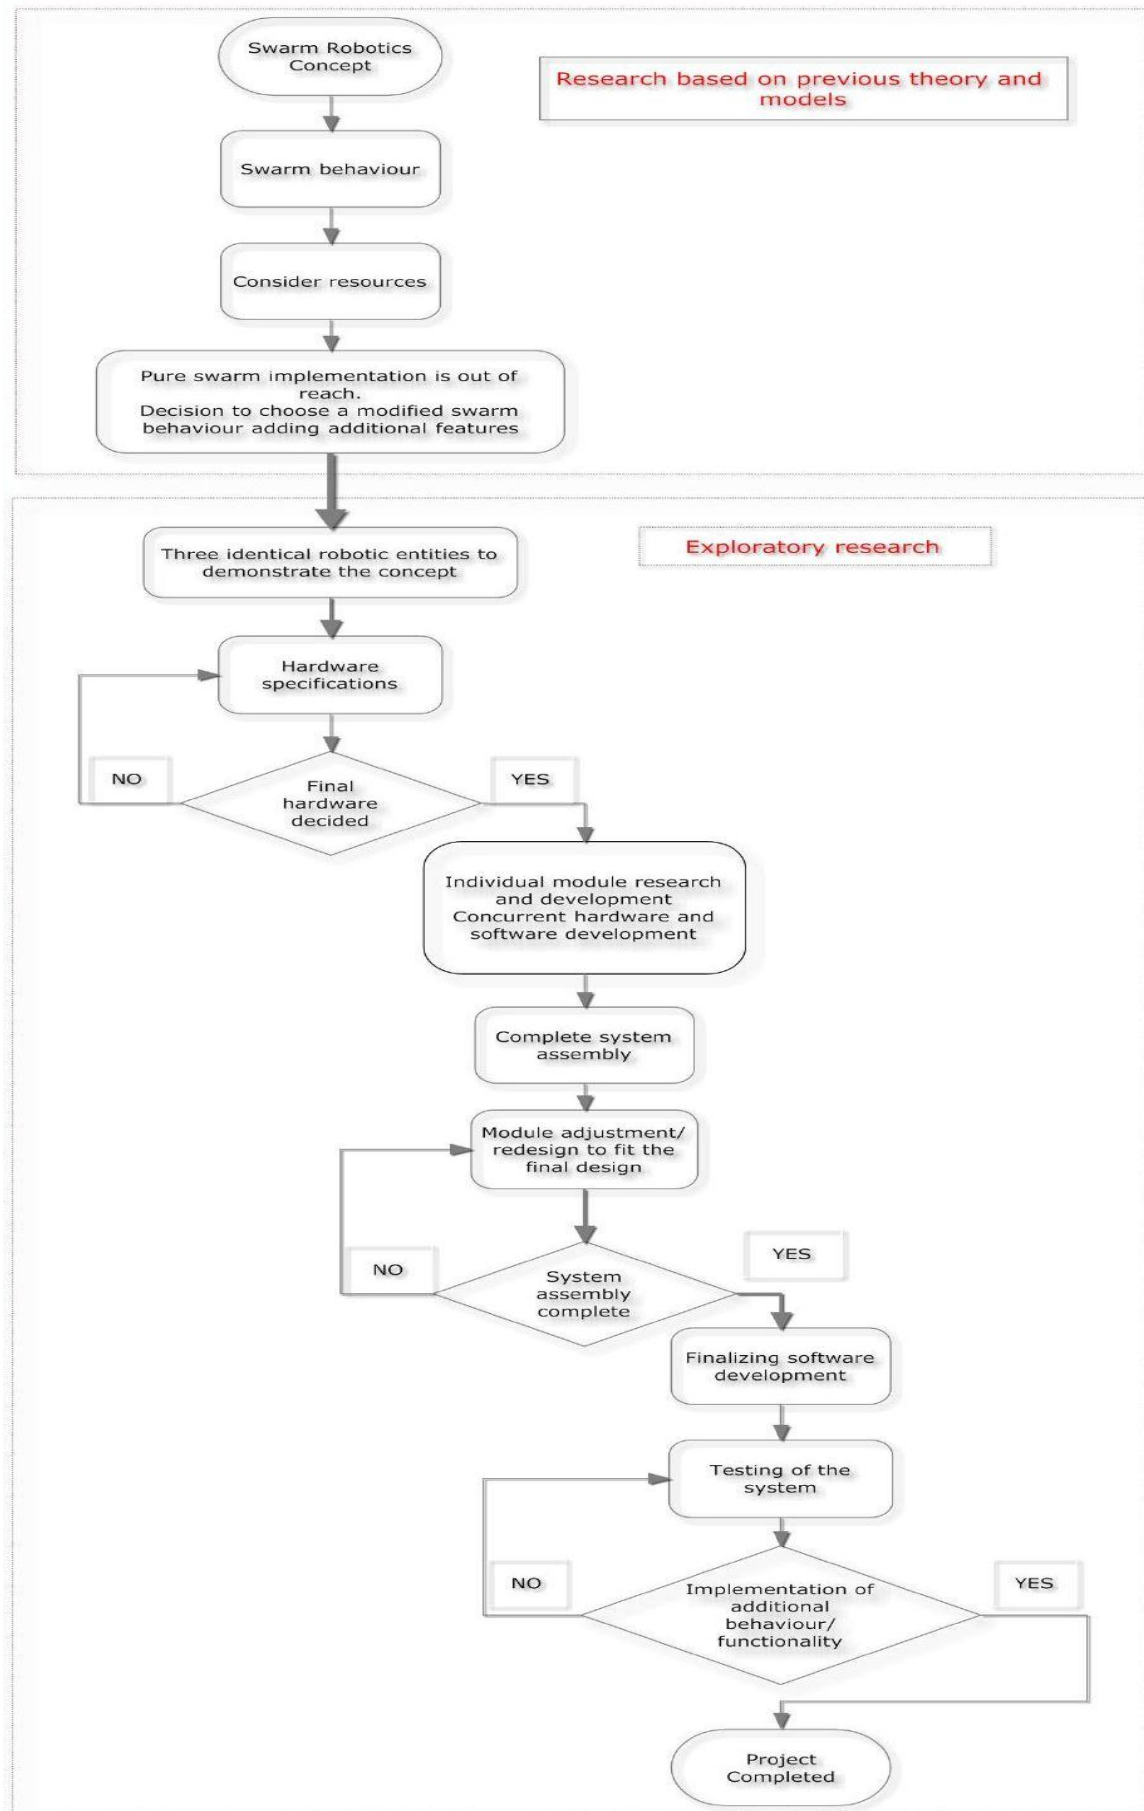 Swarm Robotics
Concept
Research based on previous theory and
models
Swarm behaviour
Consider resources
Pure swarm implementation is out of
reach.
Decision to choose a modified swarm
behaviour adding additional features
Three identical robotic entities to
demonstrate the concept
Exploratory research
Hardware
specifications
NO
YES
Final
hardware
decided
Individual module research
and development
Concurrent hardware and
software development
Complete system
assembly
Module adjustment/
redesign to fit the
final design
NO
YES
System
assembly
complete
Finalizing software
development
Testing of the
system
NO
YES
Implementation of
additional
behaviour/
functionality
Project
Completed